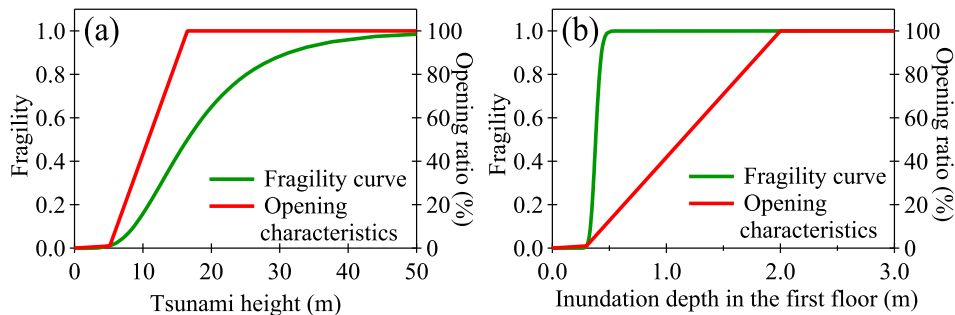 (a)
1.0
0.8
0.6
0.4
0.2
0.0
Fragility
100
80
60
40
20
0
Opening ratio (%)
Fragility curve
Opening
characteristics
0
10
20
30
40
50
Tsunami height (m)
(b)
1.0
0.8
0.6
0.4
0.2
0.0
Fragility
100
80
60
40
20
0
Opening ratio (%)
Fragility curve
Opening
characteristics
0.0
1.0
2.0
3.0
Inundation depth in the first floor (m)